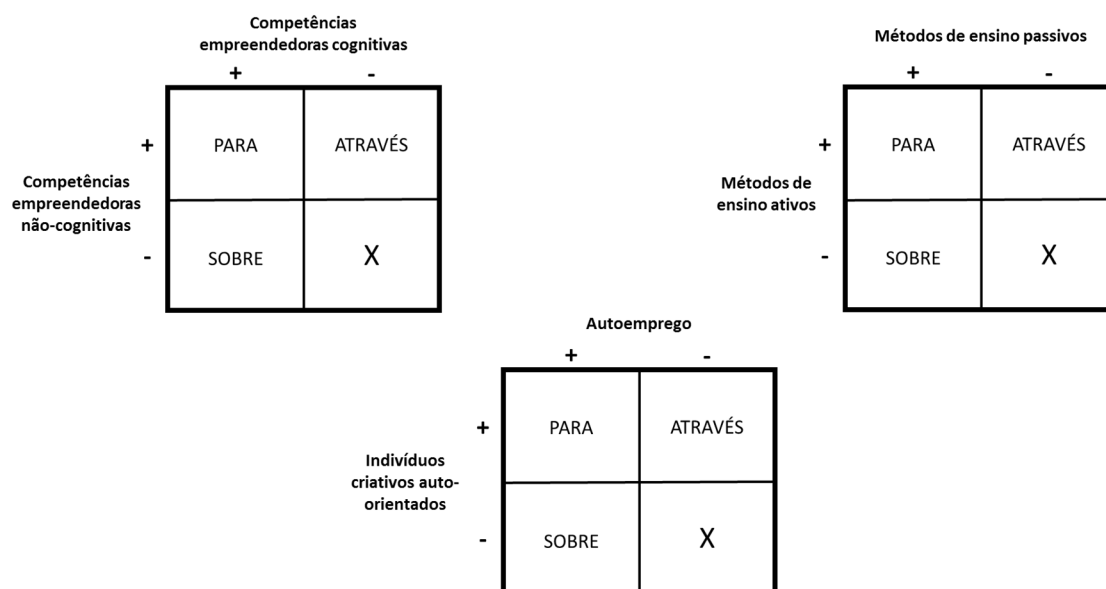 Competências
empreendedoras cognitivas
+ -
+ PARA ATRAVÉS
Competências
empreendedoras
não-cognitivas
- SOBRE X
Métodos de ensino passivos
+ -
+ PARA ATRAVÉS
Métodos de
ensino ativos
- SOBRE X
Autoemprego
+ -
+ PARA ATRAVÉS
Indivíduos
criativos auto-
orientados
- SOBRE X